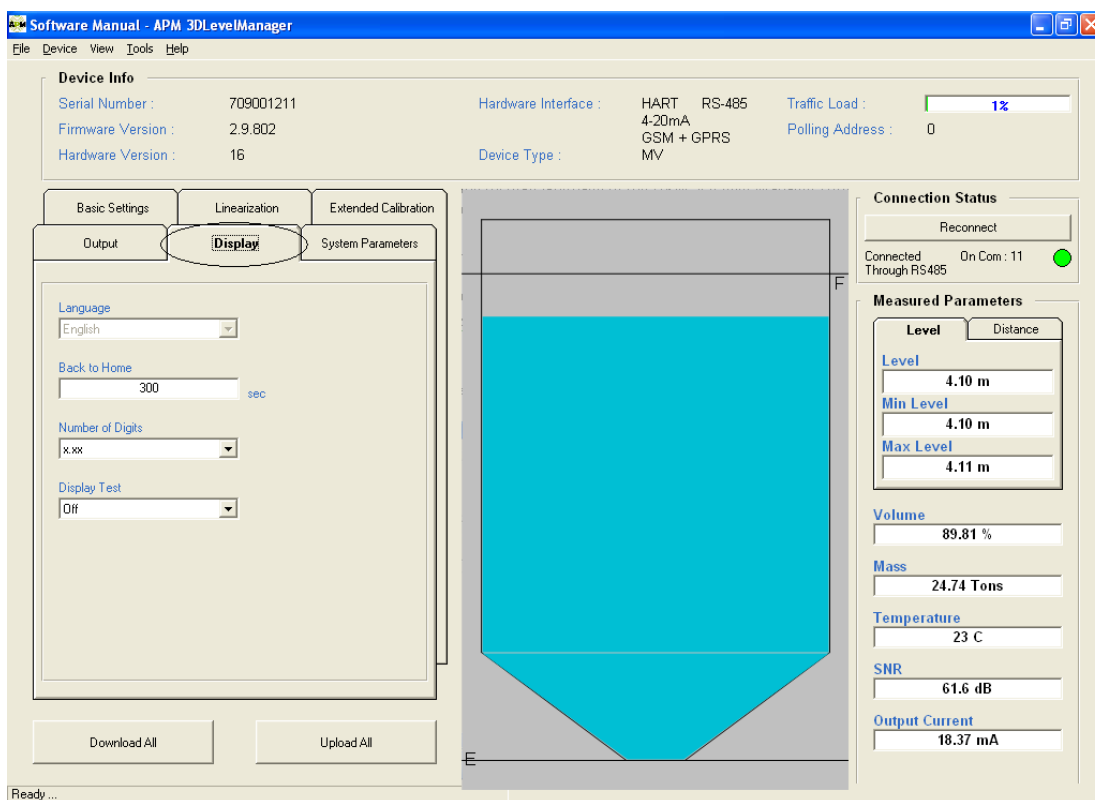 Software Manual - APM 3DLevelManager
File Device View Tools Help
Device Info
Serial Number : 709001211
Firmware Version : 2.9.802
Hardware Version : 16
Hardware Interface : HART RS-485
4-20mA
GSM + GPRS
Device Type : MV
Traffic Load : 1%
Polling Address : 0
Basic Settings Linearization Extended Calibration
Output Display System Parameters
Language
English
Back to Home
300 sec
Number of Digits
x.xx
Display Test
Off
Download All Upload All
F
E
Connection Status
Reconnect
Connected On Com : 11
Through RS485
Measured Parameters
Level Distance
Level
4.10 m
Min Level
4.10 m
Max Level
4.11 m
Volume
89.81 %
Mass
24.74 Tons
Temperature
23 C
SNR
61.6 dB
Output Current
18.37 mA
Ready ...